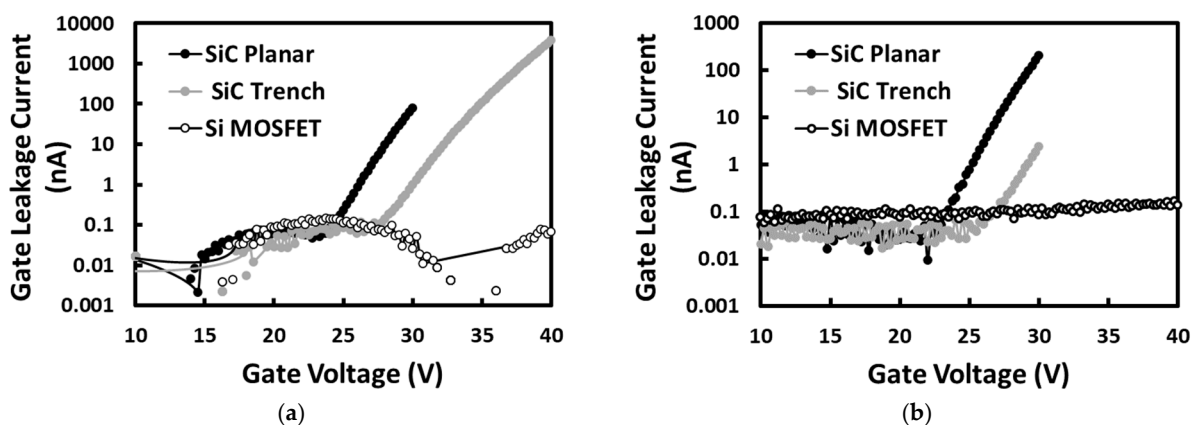 Gate Leakage Current
(nA)
10000
1000
100
10
1
0.1
0.01
0.001
SiC Planar
SiC Trench
Si MOSFET
10 15 20 25 30 35 40
Gate Voltage (V)
(a)
Gate Leakage Current
(nA)
1000
100
10
1
0.1
0.01
0.001
SiC Planar
SiC Trench
Si MOSFET
10 15 20 25 30 35 40
Gate Voltage (V)
(b)